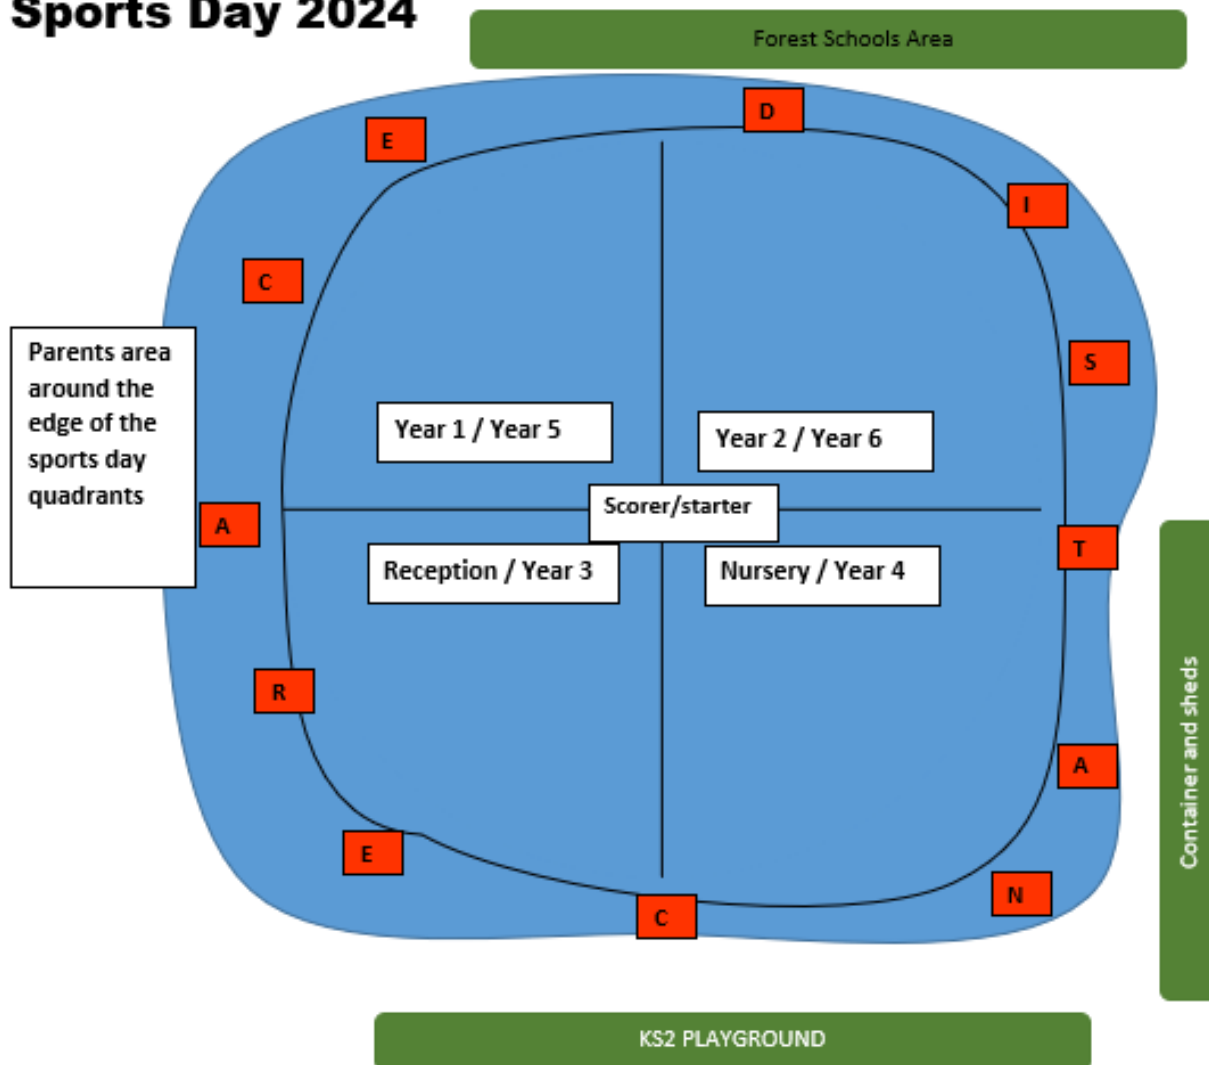 Sports Day 2024
Forest Schools Area
D
E
I
C
S
Parents area
around the
edge of the
sports day
quadrants
Year 1 / Year 5
Year 2 / Year 6
Scorer/starter
A
T
Reception / Year 3
Nursery / Year 4
R
A
Container and sheds
E
N
C
KS2 PLAYGROUND